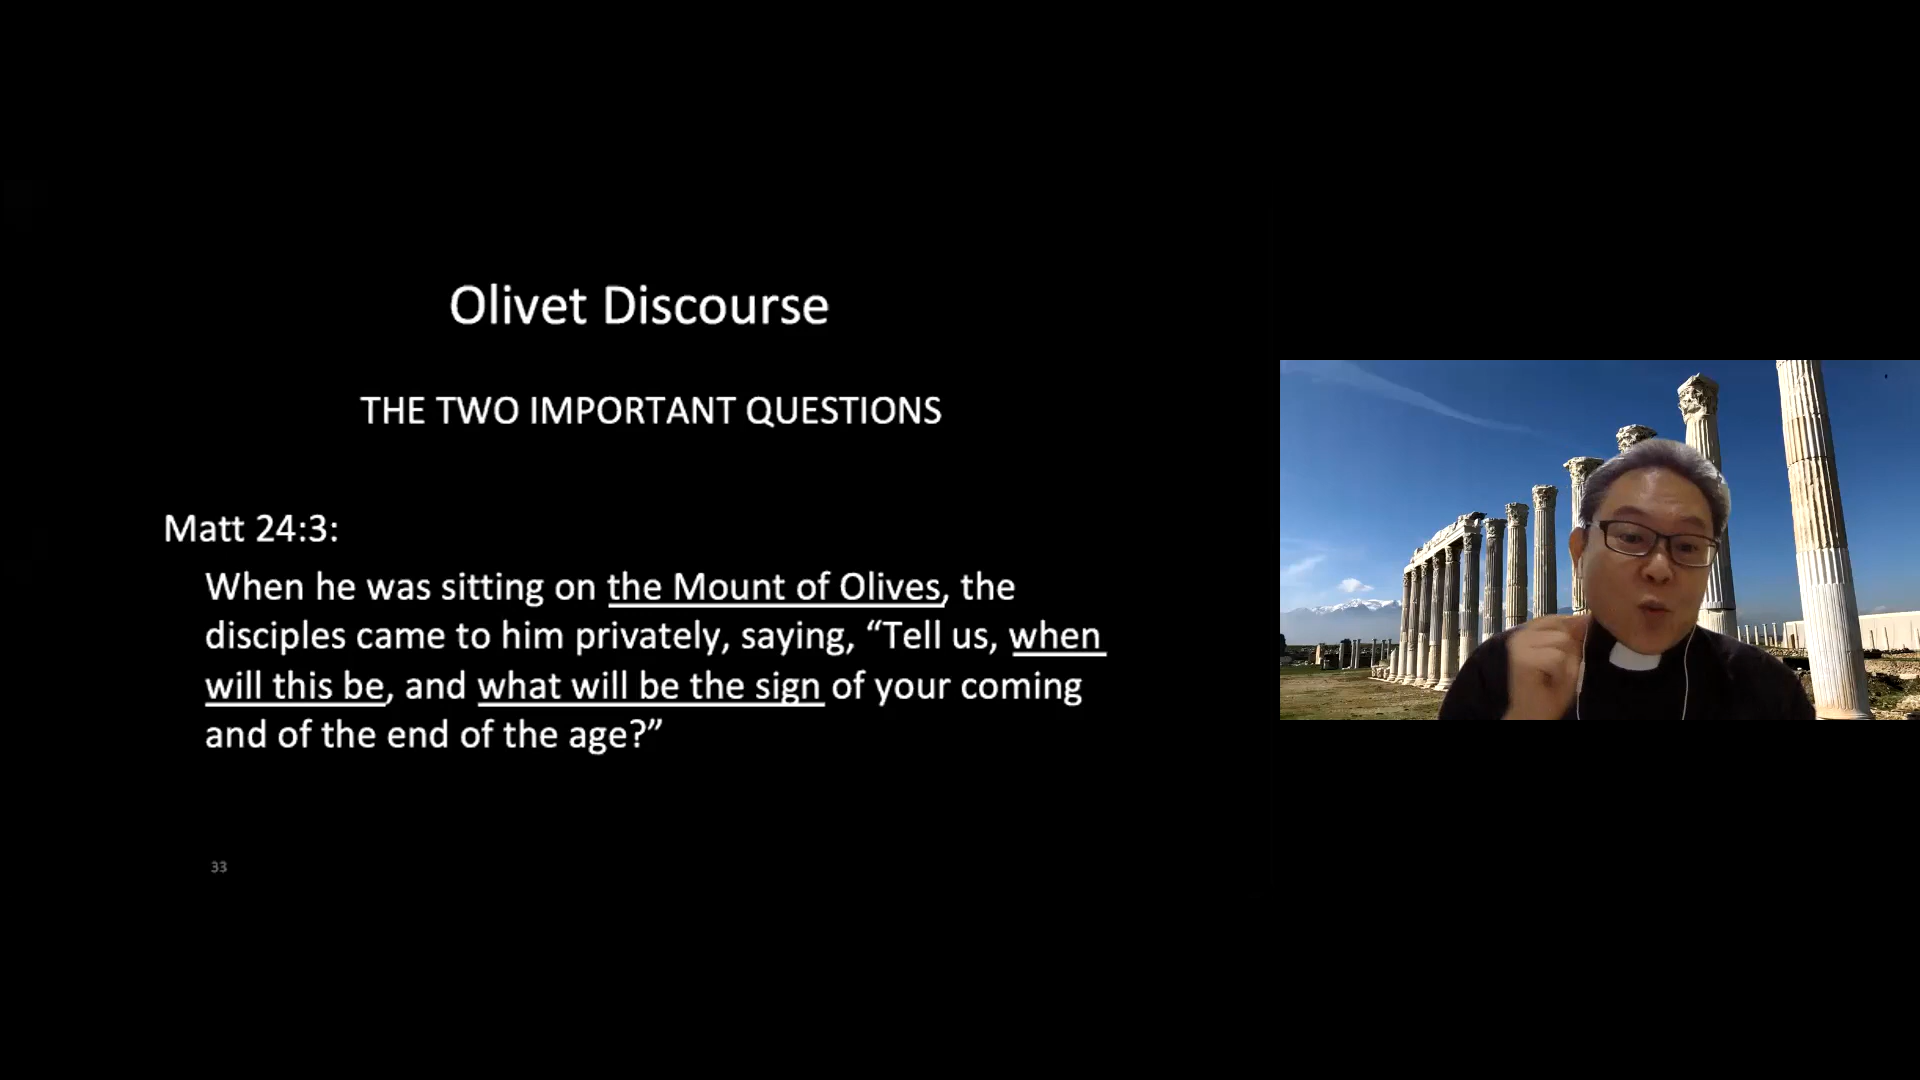 Olivet Discourse
THE TWO IMPORTANT QUESTIONS
Matt 24:3:
When he was sitting on the Mount of Olives, the
disciples came to him privately, saying, “Tell us, when
will this be, and what will be the sign of your coming
and of the end of the age?”
33